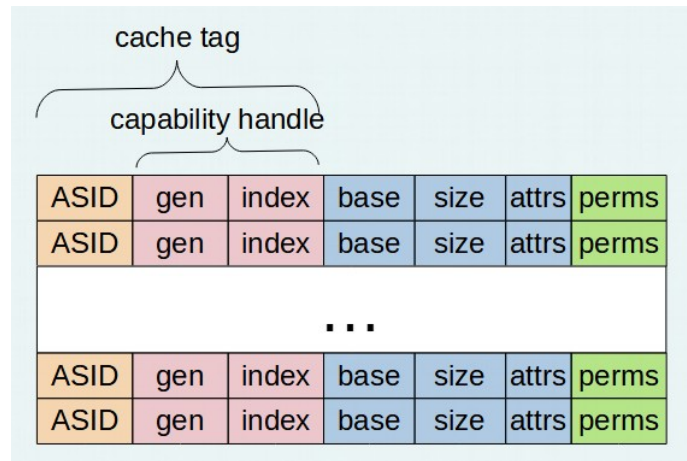 cache tag
capability handle
ASID gen index base size attrs perms
ASID gen index base size attrs perms
...
ASID gen index base size attrs perms
ASID gen index base size attrs perms